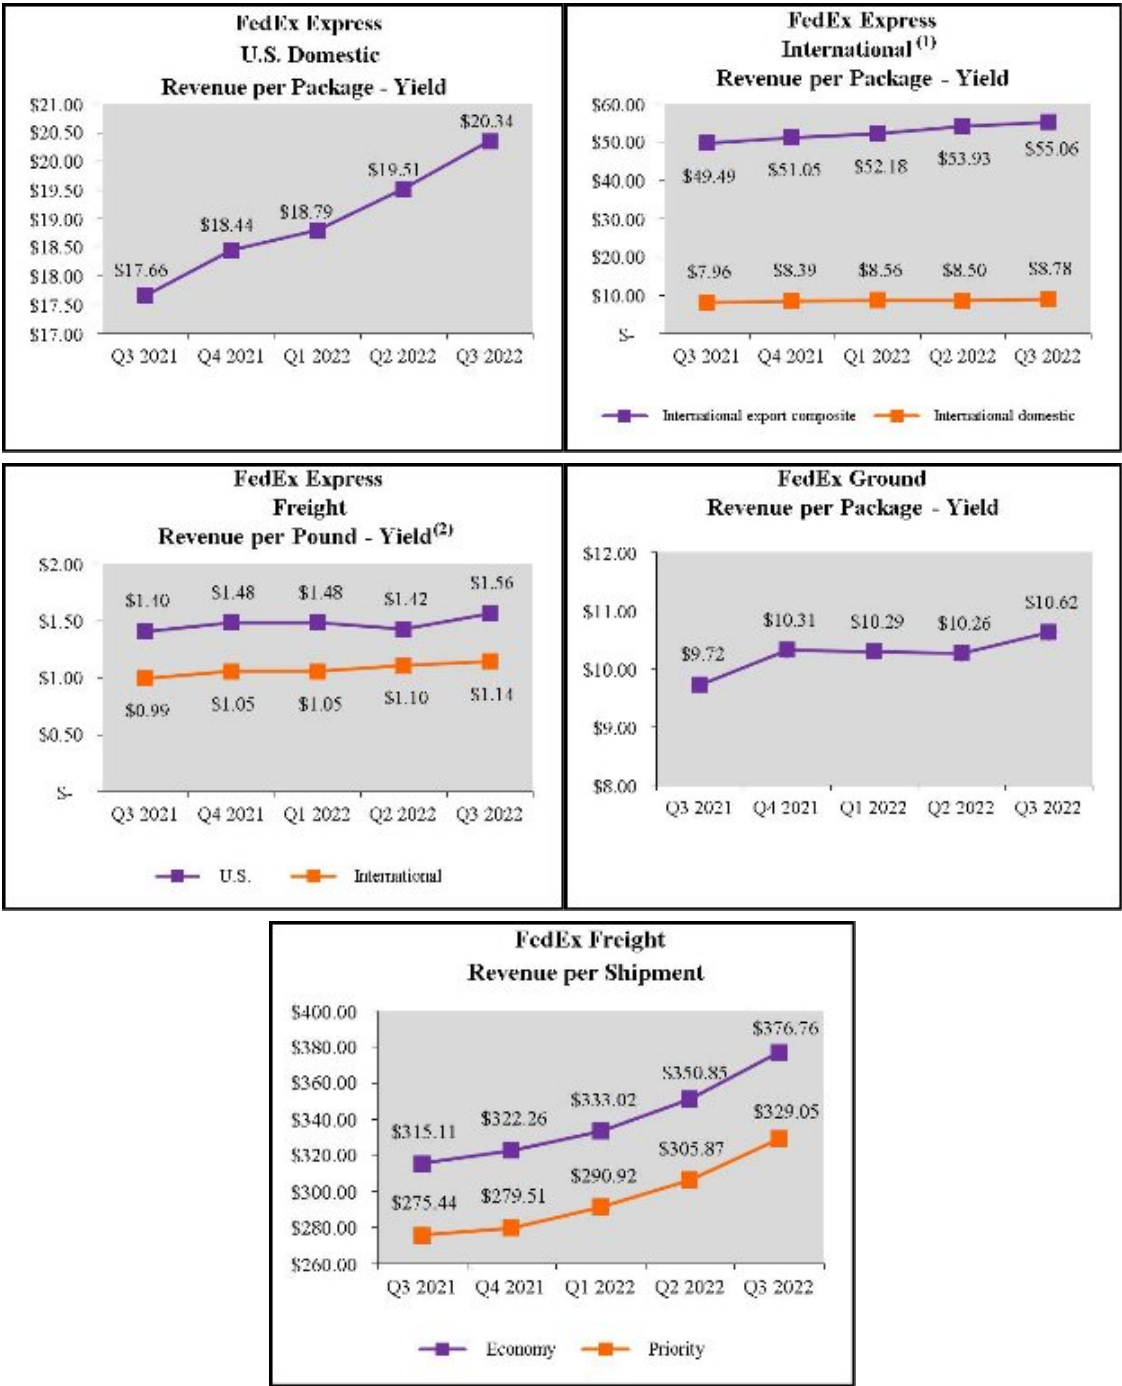 FedEx Express
U.S. Domestic
Revenue per Package - Yield
$21.00
$20.50
$20.00
$19.50
$19.00
$18.50
$18.00
$17.50
$17.00
$17.66
$18.44
$18.79
$19.51
$20.34
Q3 2021 Q4 2021 Q1 2022 Q2 2022 Q3 2022
FedEx Express
International (1)
Revenue per Package - Yield
$60.00
$50.00
$40.00
$30.00
$20.00
$10.00
$-
$49.49 $51.05 $52.18 $53.93 $55.06
$7.96 $8.39 $8.56 $8.50 $8.78
Q3 2021 Q4 2021 Q1 2022 Q2 2022 Q3 2022
International export composite International domestic
FedEx Express
Freight
Revenue per Pound - Yield(2)
$2.00
$1.50
$1.00
$0.50
$-
$1.40 $1.48 $1.48 $1.42 $1.56
$0.99 $1.05 $1.05 $1.10 $1.14
Q3 2021 Q4 2021 Q1 2022 Q2 2022 Q3 2022
U.S. International
FedEx Ground
Revenue per Package - Yield
$12.00
$11.00
$10.00
$9.00
$8.00
$9.72 $10.31 $10.29 $10.26 $10.62
Q3 2021 Q4 2021 Q1 2022 Q2 2022 Q3 2022
FedEx Freight
Revenue per Shipment
$400.00
$380.00
$360.00
$340.00
$320.00
$300.00
$280.00
$260.00
$315.11 $322.26 $333.02 $350.85 $376.76
$275.44 $279.51 $290.92 $305.87 $329.05
Q3 2021 Q4 2021 Q1 2022 Q2 2022 Q3 2022
Economy Priority